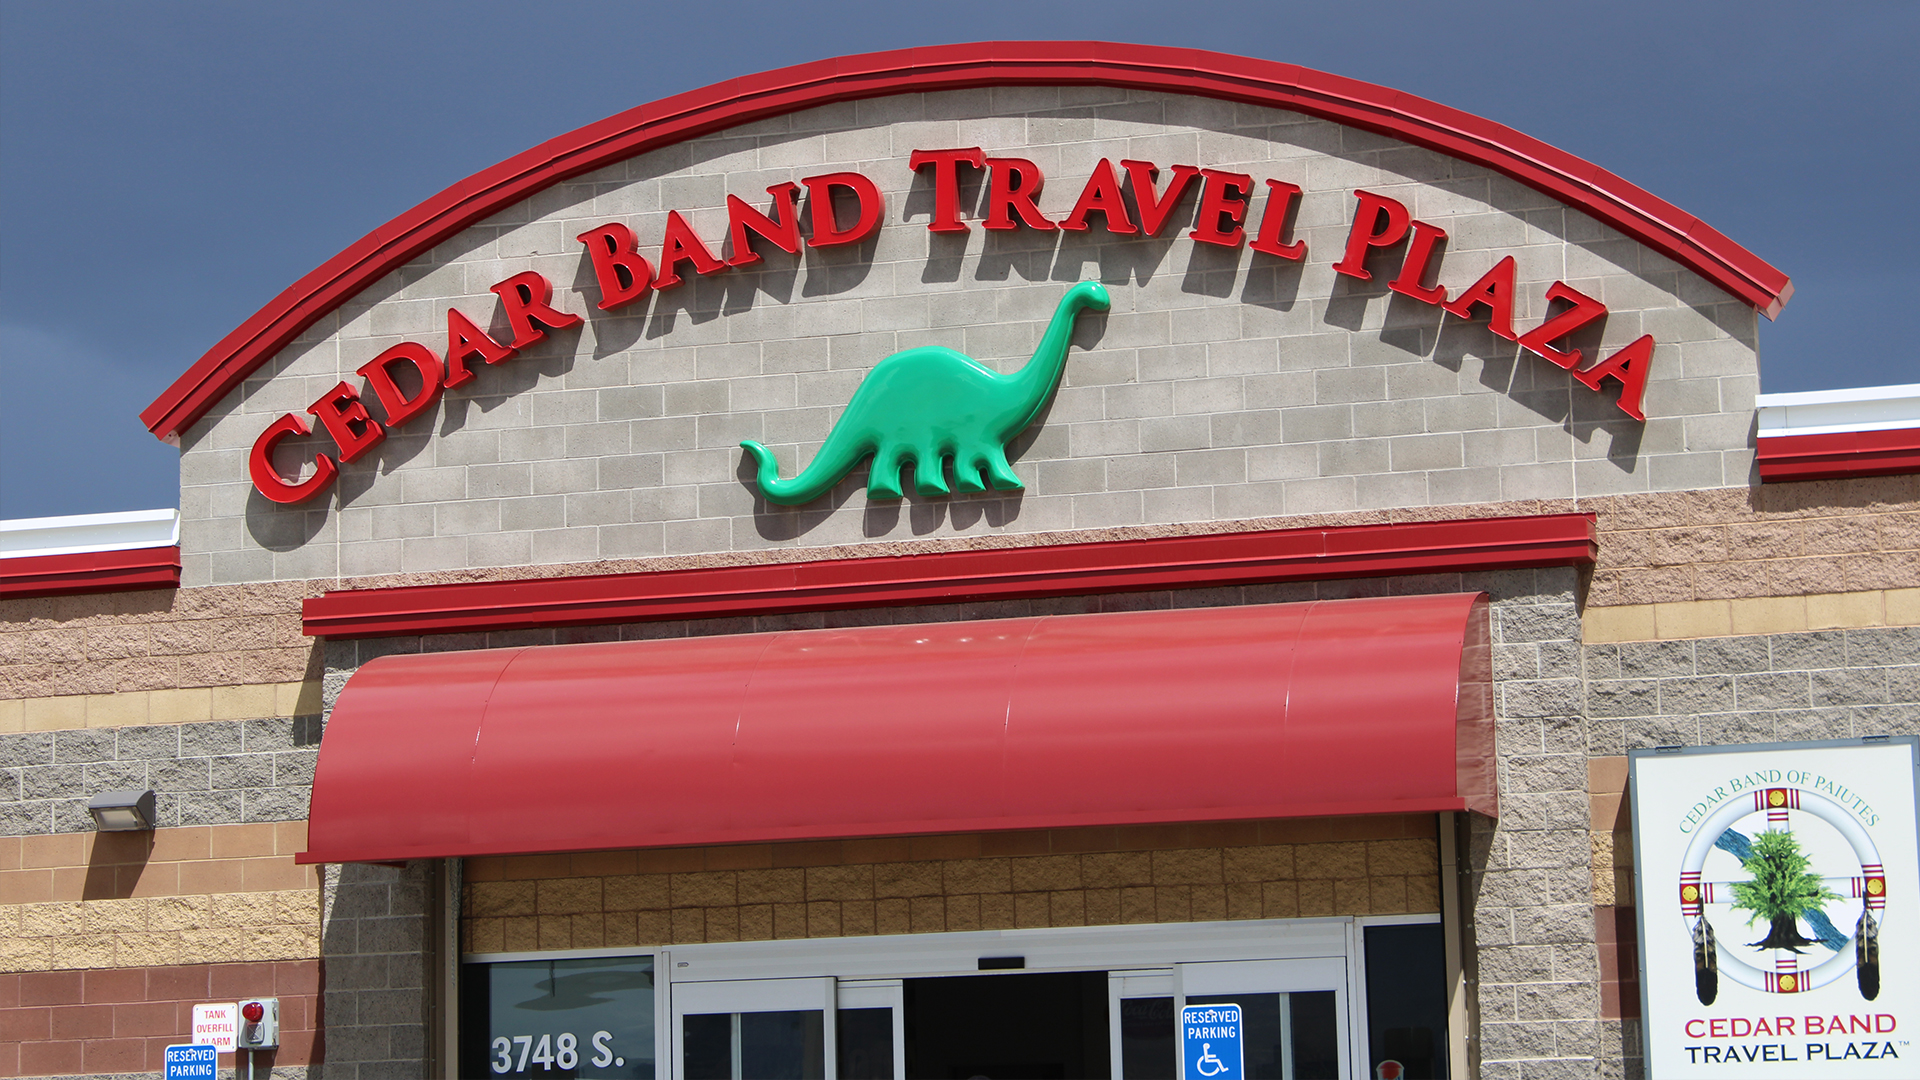 CEDAR BAND TRAVEL PLAZA
CEDAR BAND OF PAIUTES
CEDAR BAND
TRAVEL PLAZA™
3748 S.
RESERVED
PARKING
TANK
OVERFILL
ALARM
RESERVED
PARKING